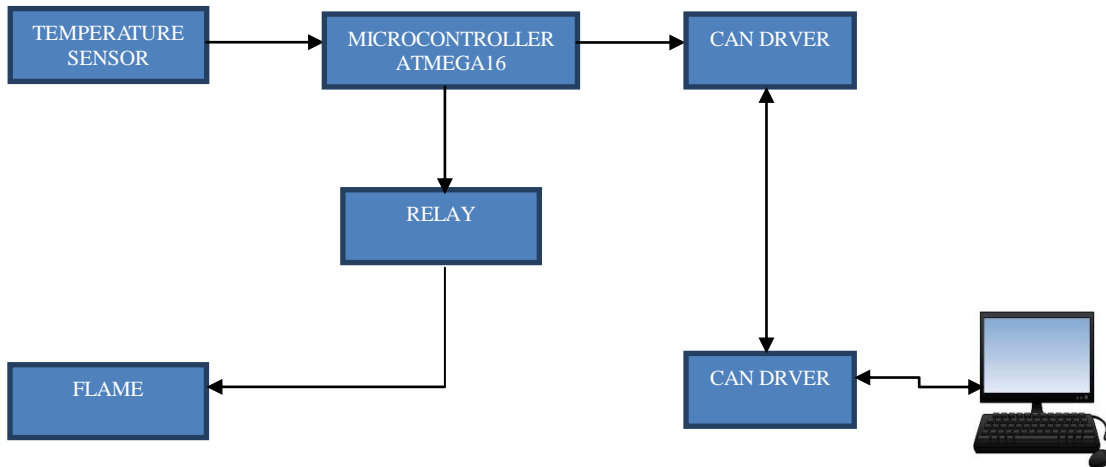 TEMPERATURE
SENSOR
MICROCONTROLLER
ATMEGA16
CAN DRVER
RELAY
FLAME
CAN DRVER